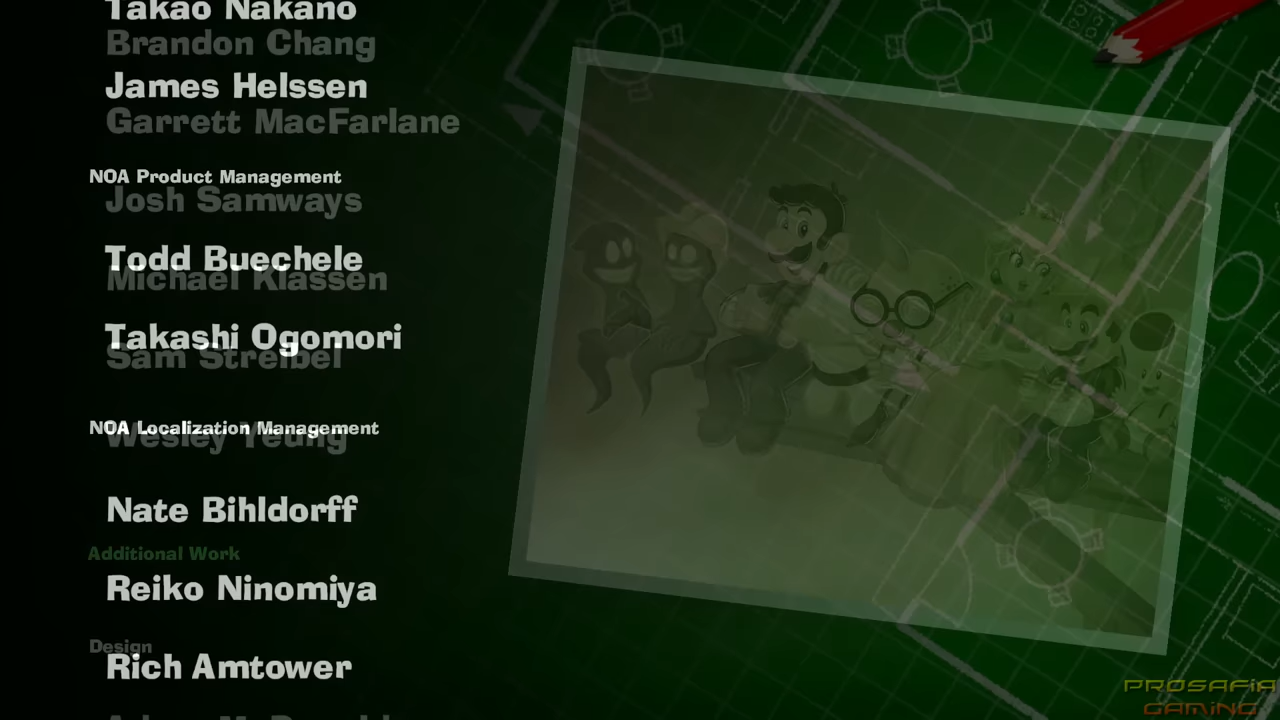 Takao Nakano
Brandon Chang
James Helssen
Garrett MacFarlane
NOA Product Management
Josh Samways
Todd Buechele
Michael Klassen
Takashi Ogomori
Sam Streibel
NOA Localization Management
Wesley Yeung
Nate Bihldorff
Additional Work
Reiko Ninomiya
Design
Rich Amtower
PROSAFIA
GAMING